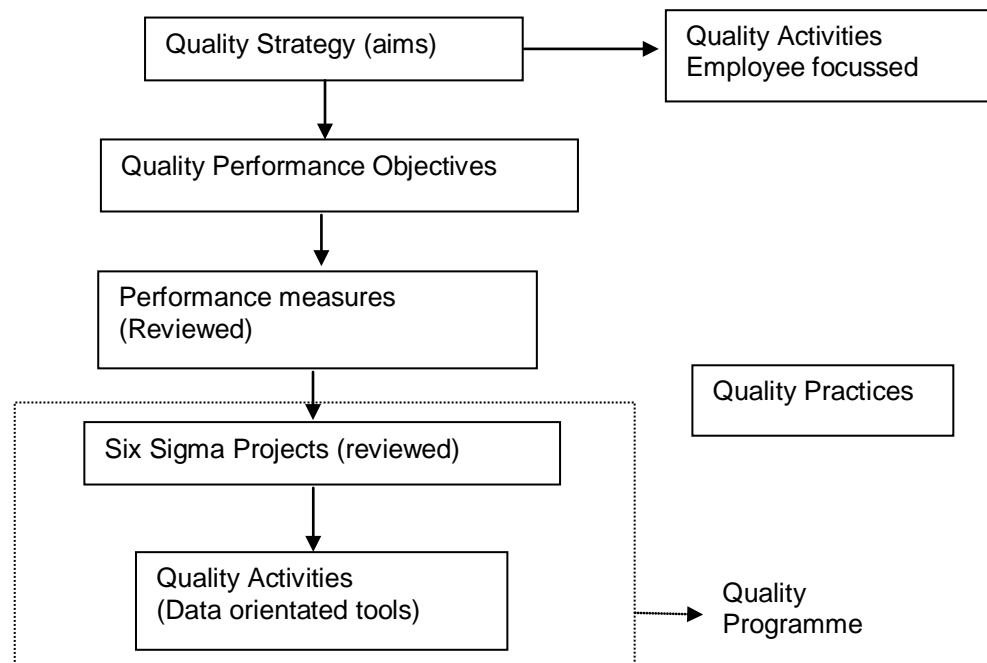 Quality Strategy (aims)
Quality Activities
Employee focussed
Quality Performance Objectives
Performance measures
(Reviewed)
Quality Practices
Six Sigma Projects (reviewed)
Quality Activities
(Data orientated tools)
Quality
Programme